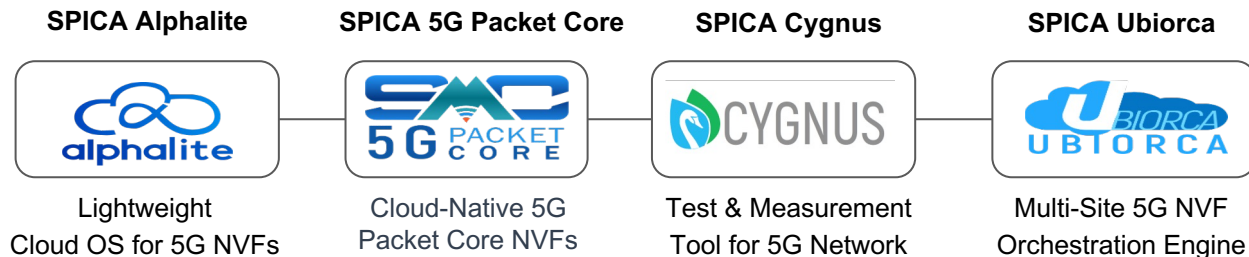 SPICA Alphalite
SPICA 5G Packet Core
SPICA Cygnus
SPICA Ubiorca
alphalite
SMC
5G PACKET
CORE
CYGNUS
UBIORCA
UBIORCA
Lightweight
Cloud OS for 5G NVFs
Cloud-Native 5G
Packet Core NVFs
Test & Measurement
Tool for 5G Network
Multi-Site 5G NVF
Orchestration Engine